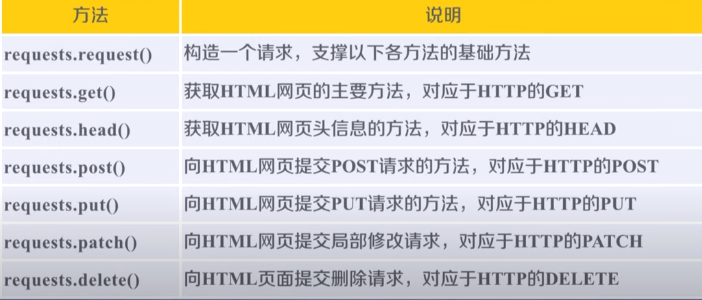 方法 说明
requests.request() 构造一个请求，支撑以下各方法的基础方法
requests.get() 获取HTML网页的主要方法，对应于HTTP的GET
requests.head() 获取HTML网页头信息的方法，对应于HTTP的HEAD
requests.post() 向HTML网页提交POST请求的方法，对应于HTTP的POST
requests.put() 向HTML网页提交PUT请求的方法，对应于HTTP的PUT
requests.patch() 向HTML网页提交局部修改请求，对应于HTTP的PATCH
requests.delete() 向HTML页面提交删除请求，对应于HTTP的DELETE